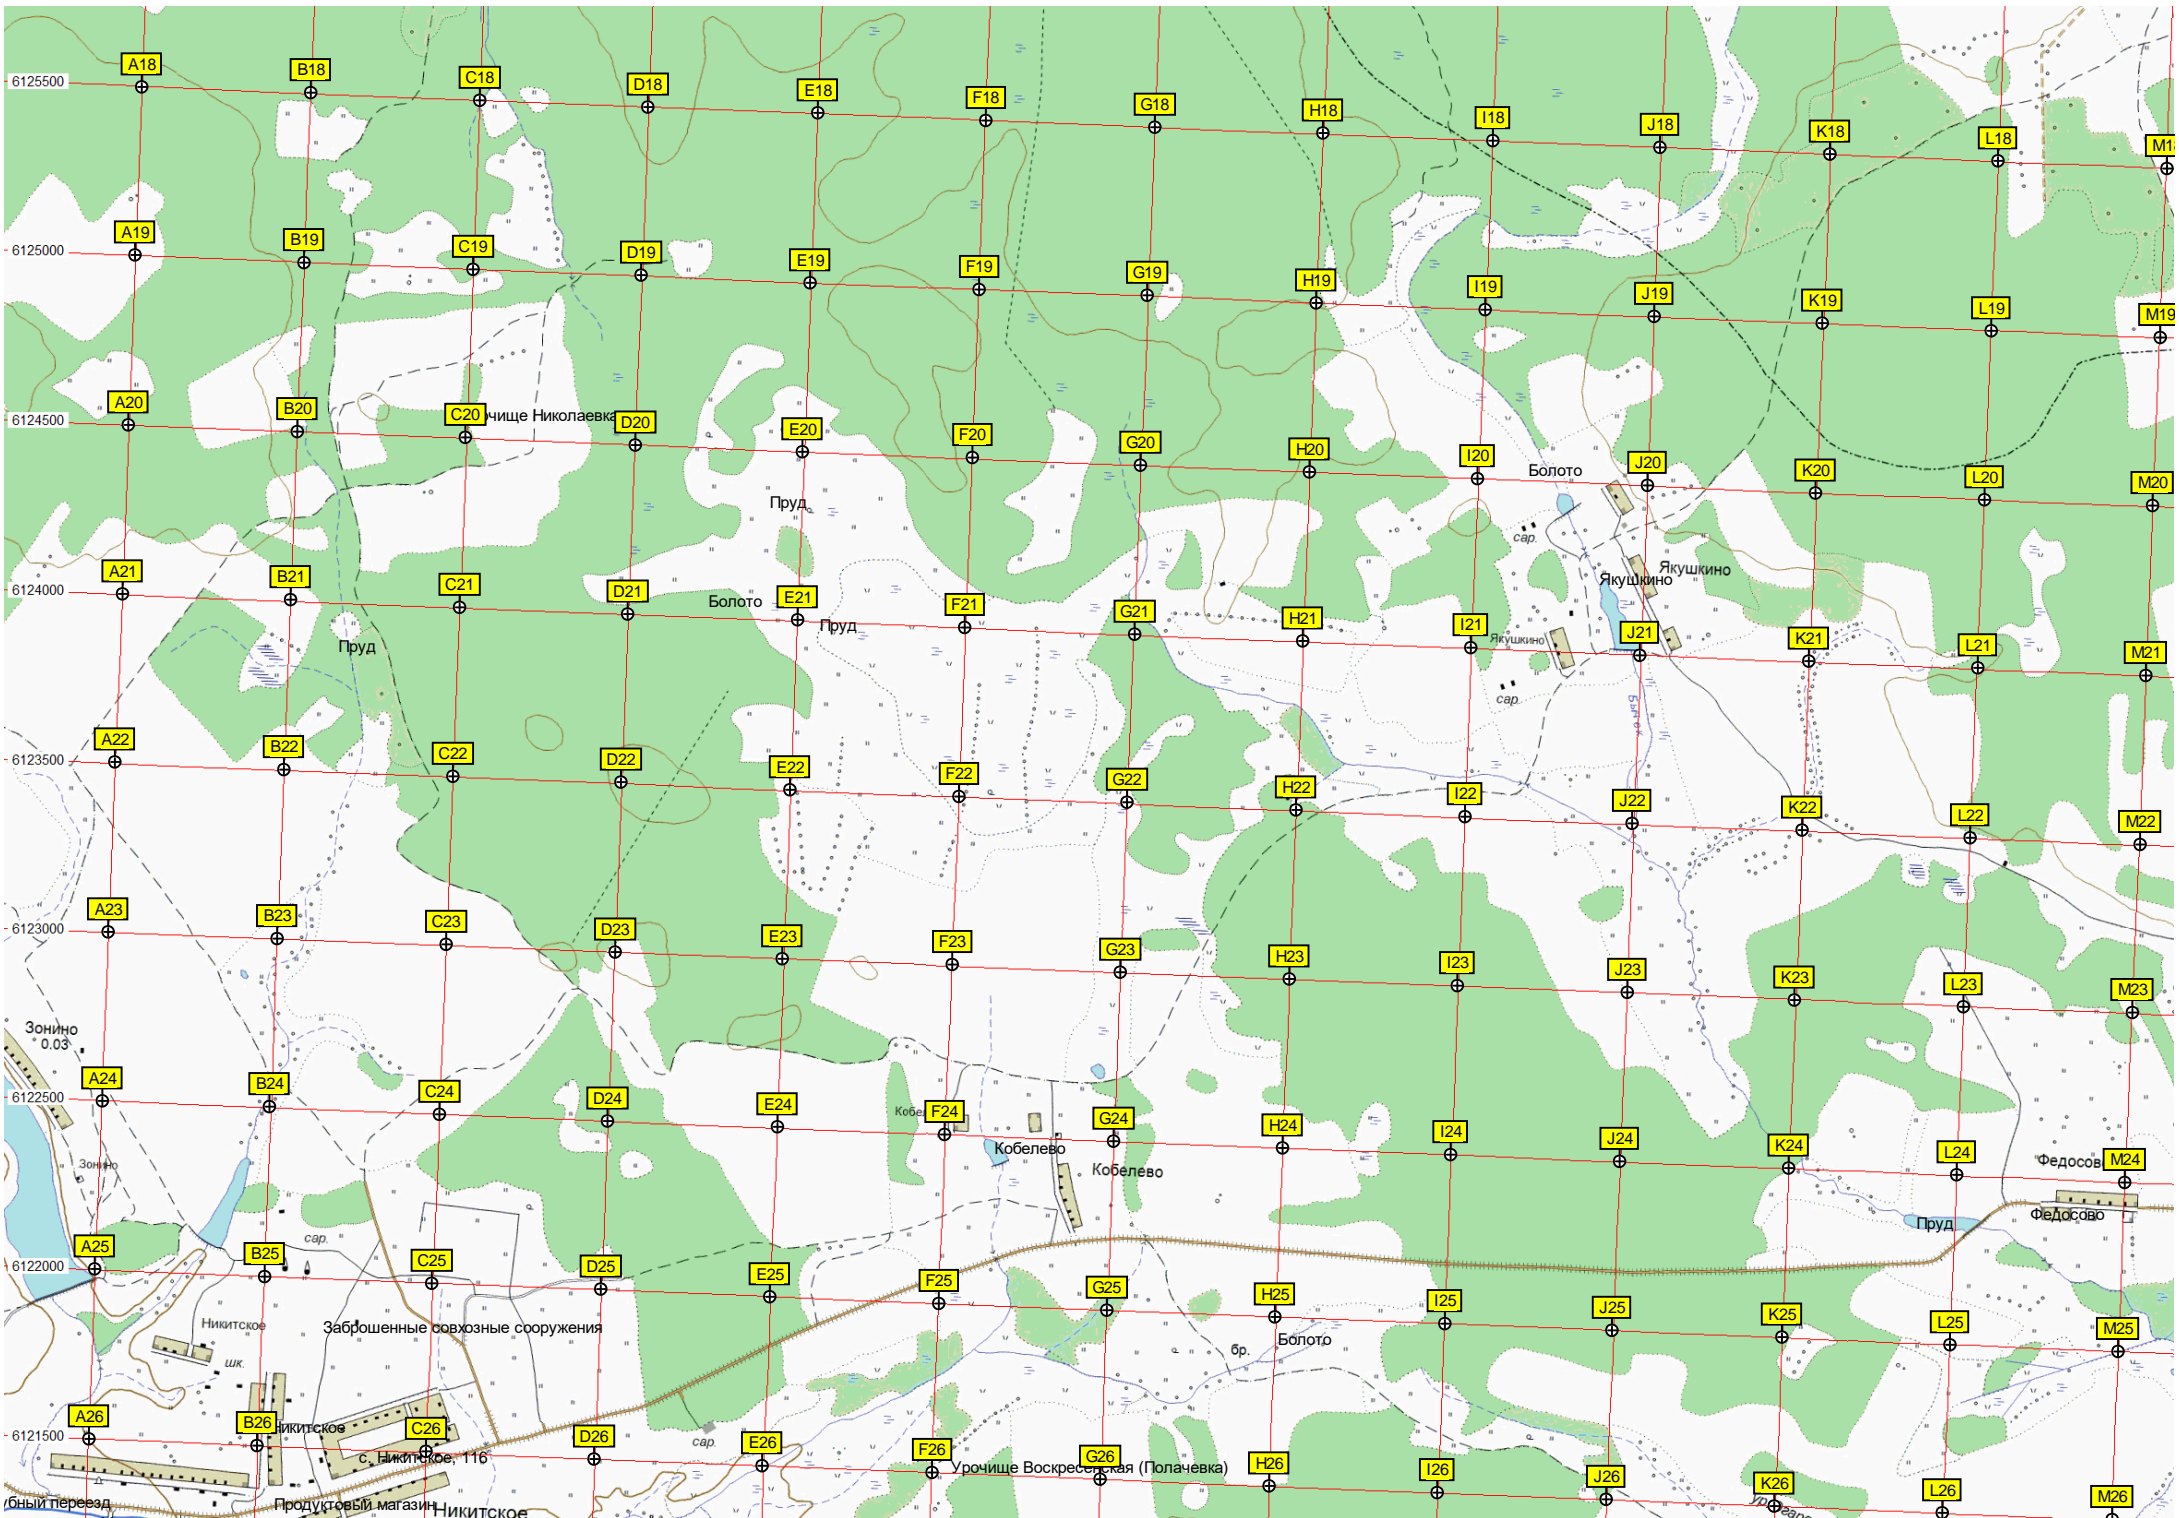 6125500 A18 B18 C18 D18 E18 F18 G18 H18 I18 J18 K18 L18
6125000 A19 B19 C19 D19 E19 F19 G19 H19 I19 J19 K19 L19 M19
6124500 A20 B20 C20 D20 E20 F20 G20 H20 I20 J20 K20 L20 M20
очище Николаевка
Болото
Пруд
сар.
6124000 A21 B21 C21 D21 E21 F21 G21 H21 I21 J21 K21 L21 M21
Якушкино
Якушкино
Болото
Пруд
Якушкино
Пруд
сар.
6123500 A22 B22 C22 D22 E22 F22 G22 H22 I22 J22 K22 L22 M22
6123000 A23 B23 C23 D23 E23 F23 G23 H23 I23 J23 K23 L23 M23
Зонино
0.03
6122500 A24 B24 C24 D24 E24 F24 G24 H24 I24 J24 K24 L24 M24
Кобелево
Кобелево
Федосов
Зонино
Пруд
Федосово
сар.
6122000 A25 B25 C25 D25 E25 F25 G25 H25 I25 J25 K25 L25 M25
Никитское
Заброшенные совхозные сооружения
Болото
бр.
шк.
6121500 A26 B26 C26 D26 E26 F26 G26 H26 I26 J26 K26 L26 M26
Никитское
сар.
с. Никитское, 116
Урочище Воскресенская (Полачевка)
бный переезд
Продуктовый магазин
Никитское